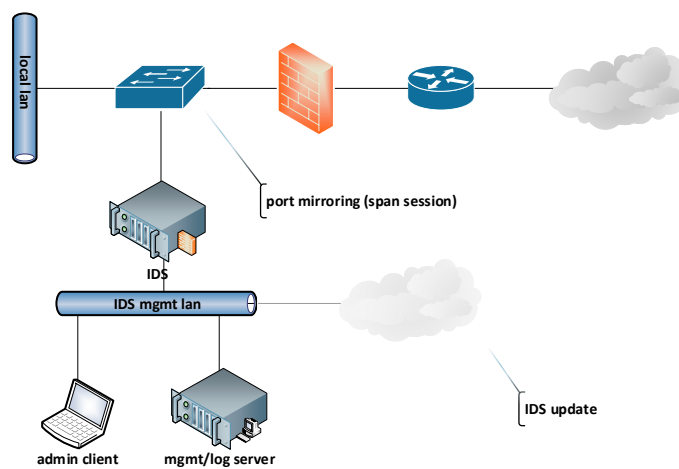 local lan
port mirroring (span session)
IDS
IDS mgmt lan
IDS update
admin client
mgmt/log server